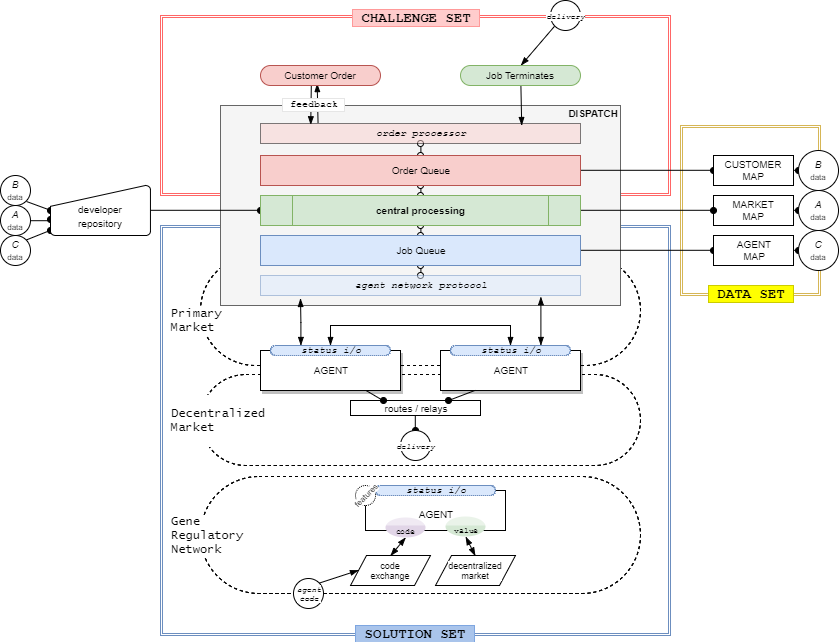 CHALLENGE SET
delivery
Customer Order
Job Terminates
feedback
DISPATCH
order processor
Order Queue
central processing
Job Queue
agent network protocol
B
data
A
data
C
data
developer
repository
CUSTOMER
MAP
MARKET
MAP
AGENT
MAP
B
data
A
data
C
data
DATA SET
Primary
Market
status i/o
AGENT
status i/o
AGENT
Decentralized
Market
routes / relays
delivery
Gene
Regulatory
Network
features
status i/o
AGENT
code
value
code
exchange
decentralized
market
agent
code
SOLUTION SET